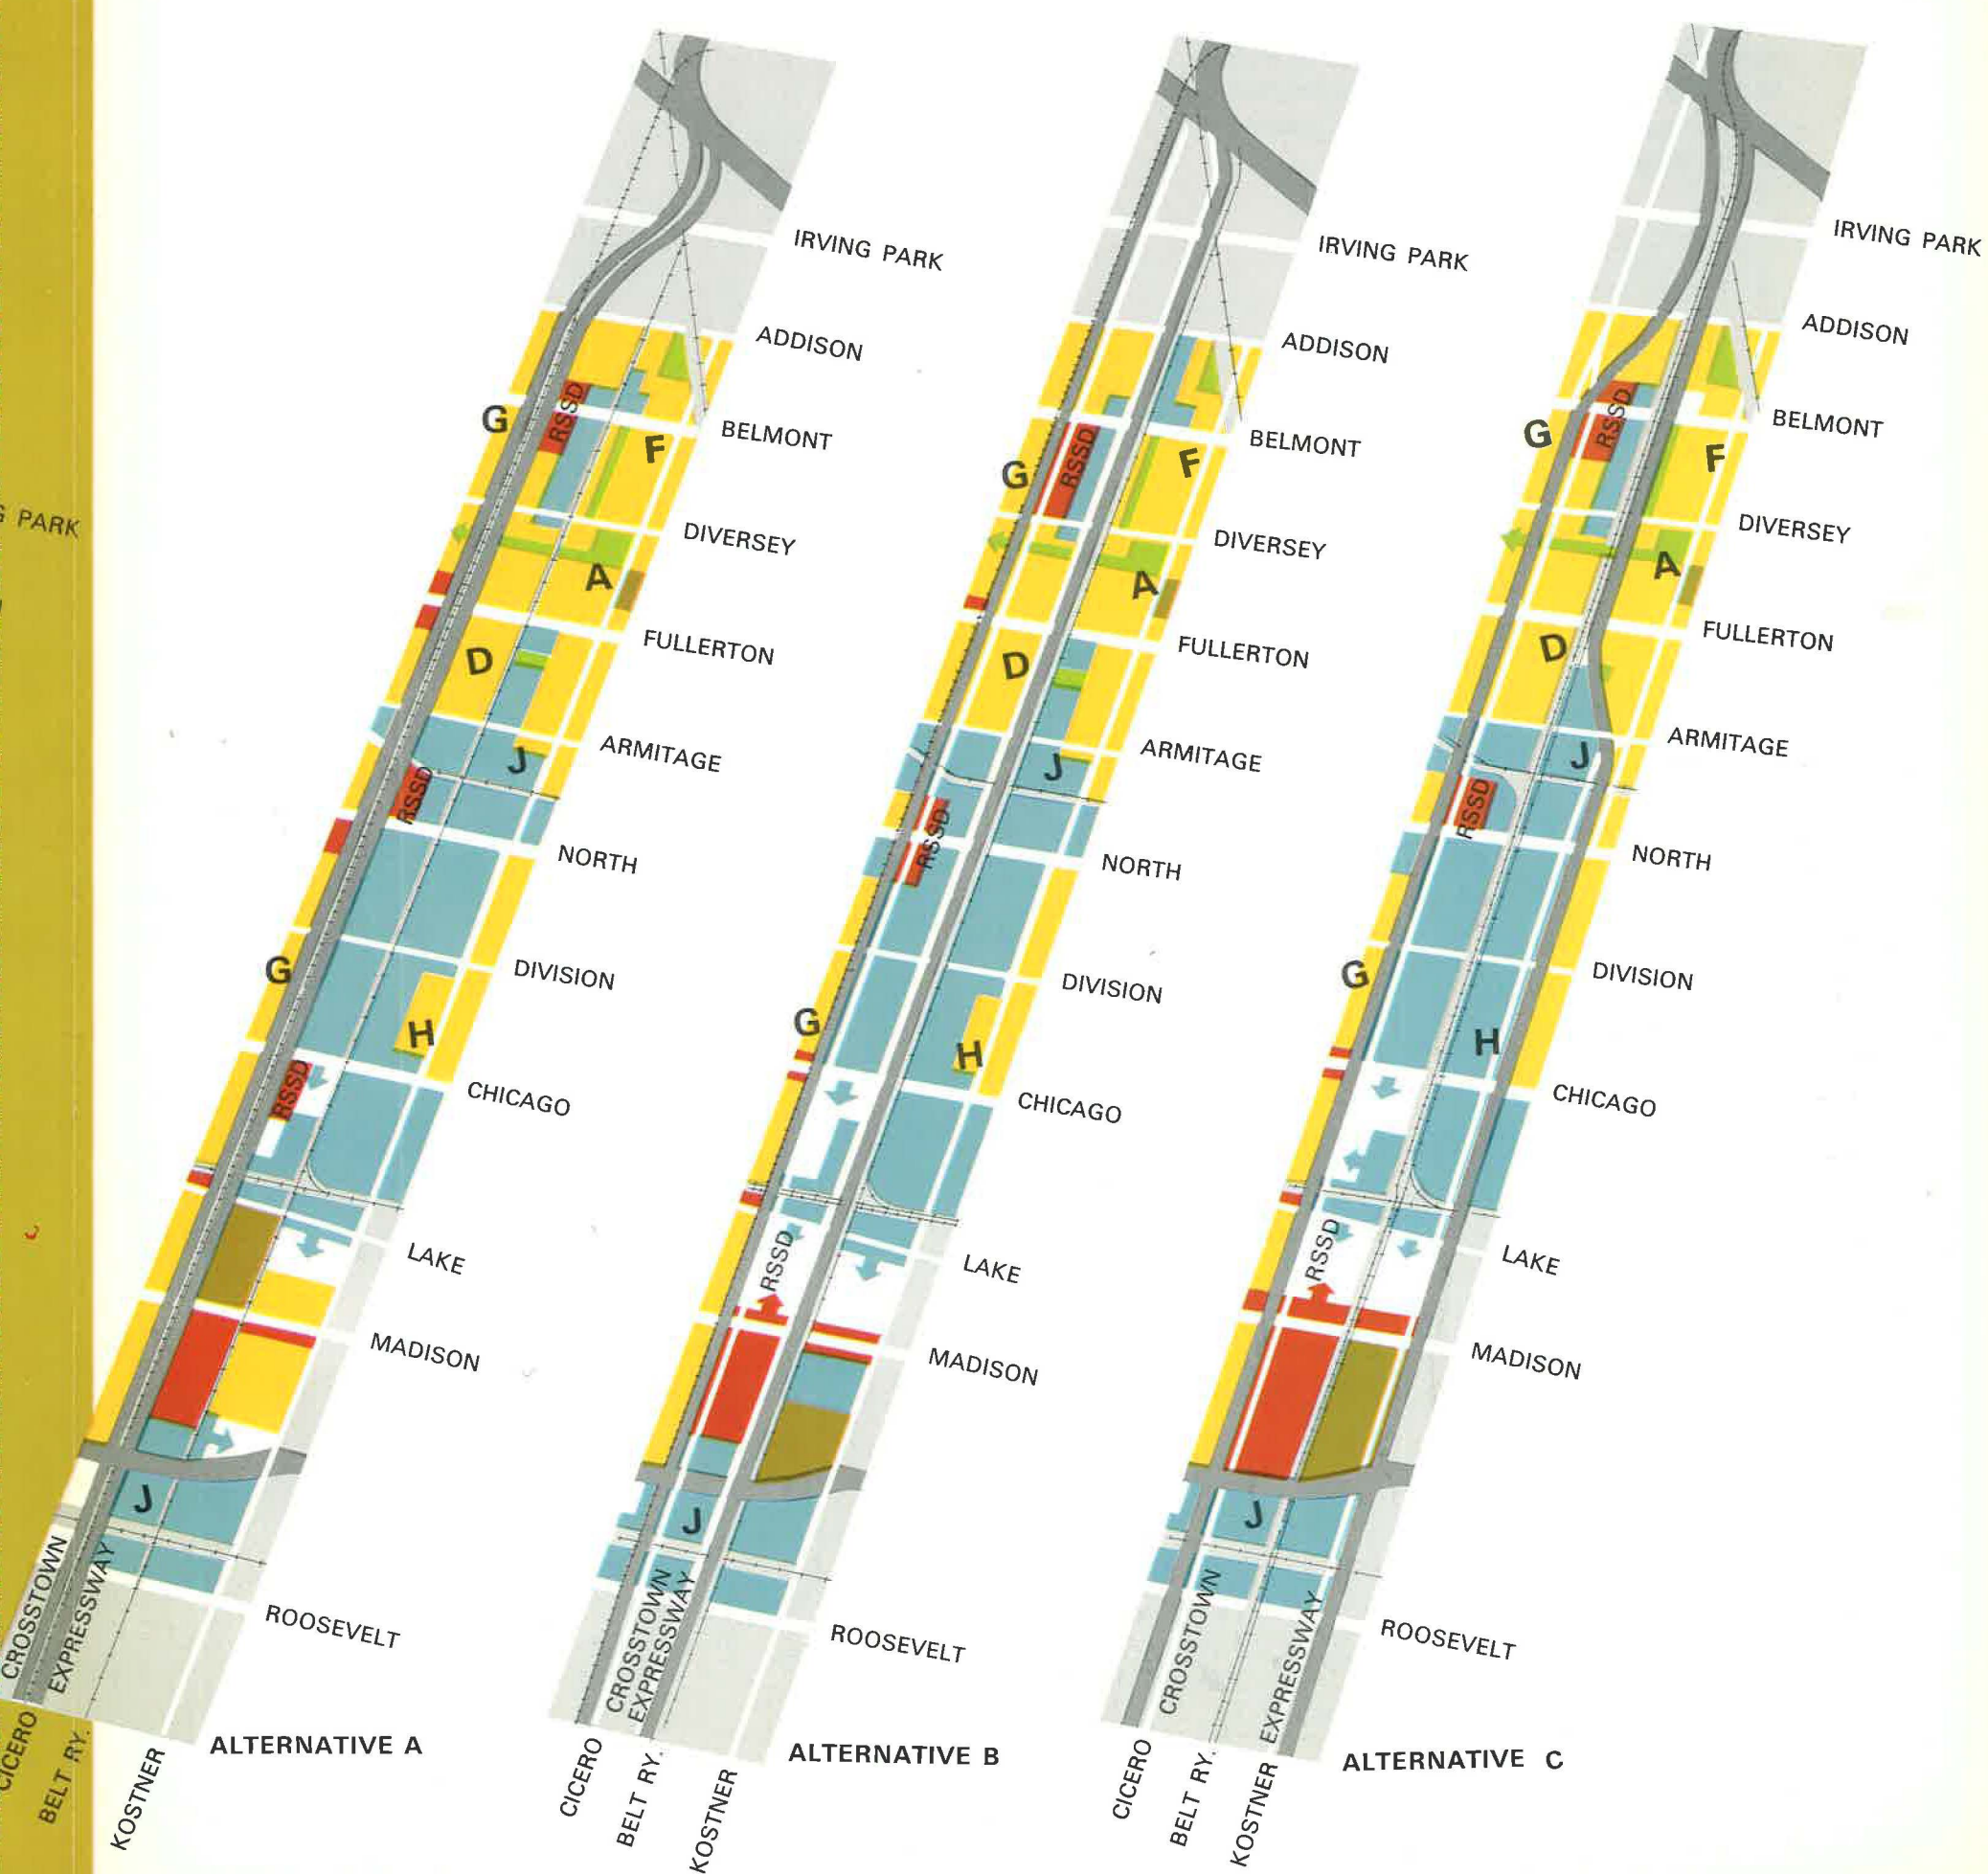 G PARK
IRVING PARK
ADDISON
RSSD
G
F
BELMONT
DIVERSEY
A
D
FULLERTON
J
ARMITAGE
RSSD
NORTH
G
DIVISION
H
RSSD
CHICAGO
LAKE
MADISON
J
CROSSTOWN
EXPRESSWAY
ROOSEVELT
CICERO
BELT RY.
KOSTNER
ALTERNATIVE A
IRVING PARK
ADDISON
G
RSSD
F
BELMONT
DIVERSEY
A
D
FULLERTON
J
ARMITAGE
RSSD
NORTH
G
DIVISION
H
CHICAGO
RSSD
LAKE
MADISON
J
CROSSTOWN
EXPRESSWAY
ROOSEVELT
CICERO
BELT RY.
KOSTNER
ALTERNATIVE B
IRVING PARK
ADDISON
RSSD
G
F
BELMONT
DIVERSEY
A
D
FULLERTON
J
ARMITAGE
RSSD
NORTH
G
DIVISION
H
CHICAGO
RSSD
LAKE
MADISON
J
CROSSTOWN
EXPRESSWAY
ROOSEVELT
CICERO
BELT RY.
KOSTNER
ALTERNATIVE C